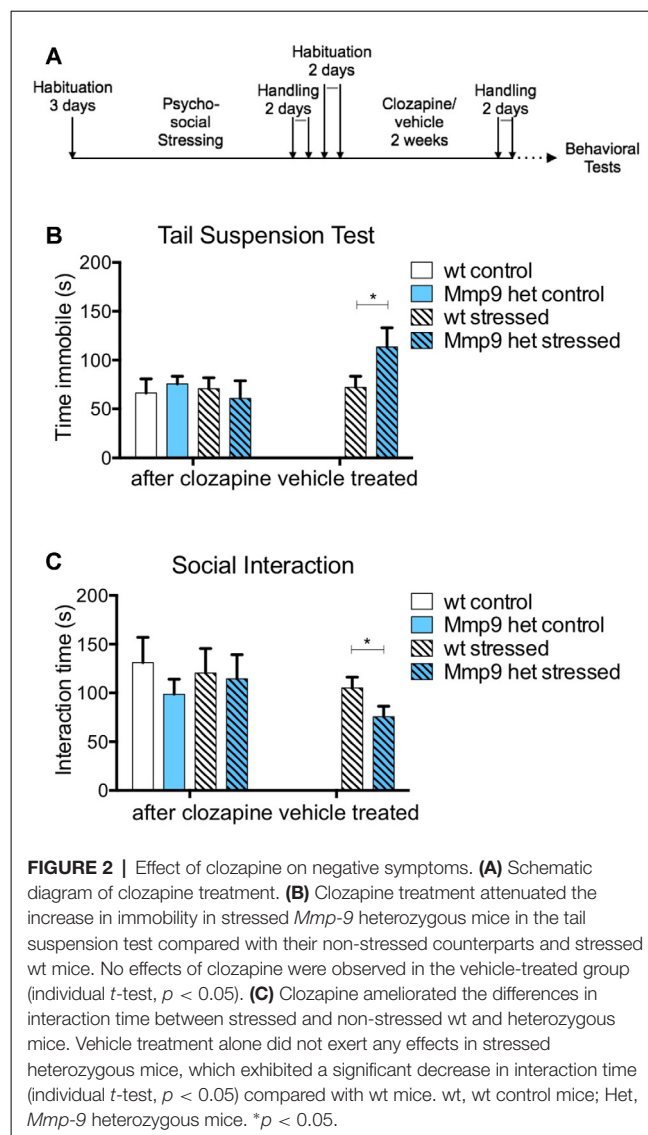 A
Habituation
3 days
Psycho-
social
Stressing
Handling
2 days
Habituation
2 days
Clozapine/
vehicle
2 weeks
Handling
2 days
Behavioral
Tests
B
Tail Suspension Test
Time immobile (s)
200
150
100
50
0
*
after clozapine vehicle treated
wt control
Mmp9 het control
wt stressed
Mmp9 het stressed
C
Social Interaction
Interaction time (s)
200
150
100
50
0
*
after clozapine vehicle treated
wt control
Mmp9 het control
wt stressed
Mmp9 het stressed
FIGURE 2 | Effect of clozapine on negative symptoms. (A) Schematic
diagram of clozapine treatment. (B) Clozapine treatment attenuated the
increase in immobility in stressed Mmp-9 heterozygous mice in the tail
suspension test compared with their non-stressed counterparts and stressed
wt mice. No effects of clozapine were observed in the vehicle-treated group
(individual t-test, p < 0.05). (C) Clozapine ameliorated the differences in
interaction time between stressed and non-stressed wt and heterozygous
mice. Vehicle treatment alone did not exert any effects in stressed
heterozygous mice, which exhibited a significant decrease in interaction time
(individual t-test, p < 0.05) compared with wt mice. wt, wt control mice; Het,
Mmp-9 heterozygous mice. *p < 0.05.